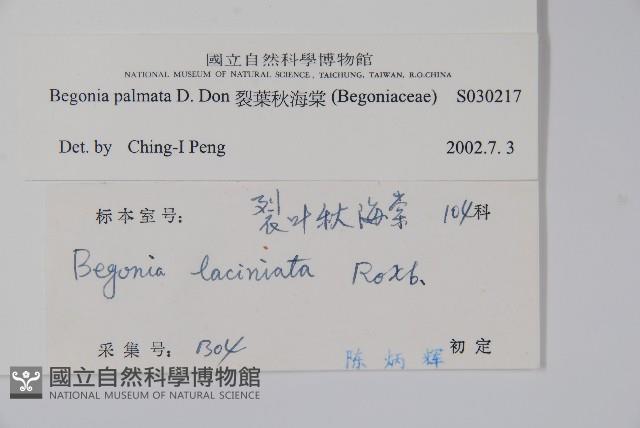 國立自然科學博物館
NATIONAL MUSEUM OF NATURAL SCIENCE, TAICHUNG, TAIWAN, R.O.CHINA
Begonia palmata D. Don 裂葉秋海棠 (Begoniaceae) S030217
Det. by Ching-I Peng 2002.7.3
标本室号: 裂叶秋海棠 104科
Begonia laciniata Roxb.
采集号: B04
陈炳辉 初定
國立自然科學博物館
NATIONAL MUSEUM OF NATURAL SCIENCE